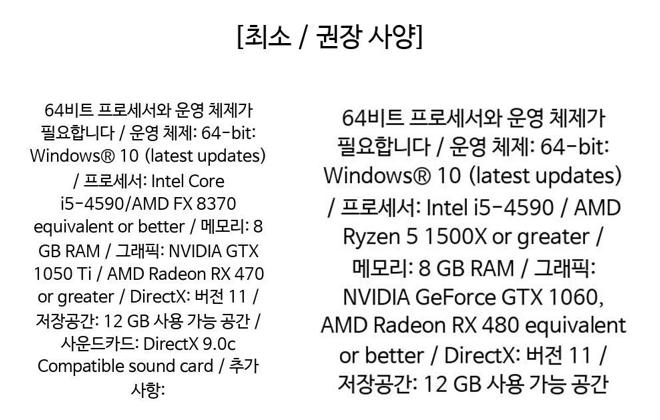 [최소 / 권장 사양]
64비트 프로세서와 운영 체제가
필요합니다 / 운영 체제: 64-bit:
Windows® 10 (latest updates)
/ 프로세서: Intel Core
i5-4590/AMD FX 8370
equivalent or better / 메모리: 8
GB RAM / 그래픽: NVIDIA GTX
1050 Ti / AMD Radeon RX 470
or greater / DirectX: 버전 11 /
저장공간: 12 GB 사용 가능 공간 /
사운드카드: DirectX 9.0c
Compatible sound card / 추가
사항:
64비트 프로세서와 운영 체제가
필요합니다 / 운영 체제: 64-bit:
Windows® 10 (latest updates)
/ 프로세서: Intel i5-4590 / AMD
Ryzen 5 1500X or greater /
메모리: 8 GB RAM / 그래픽:
NVIDIA GeForce GTX 1060,
AMD Radeon RX 480 equivalent
or better / DirectX: 버전 11 /
저장공간: 12 GB 사용 가능 공간